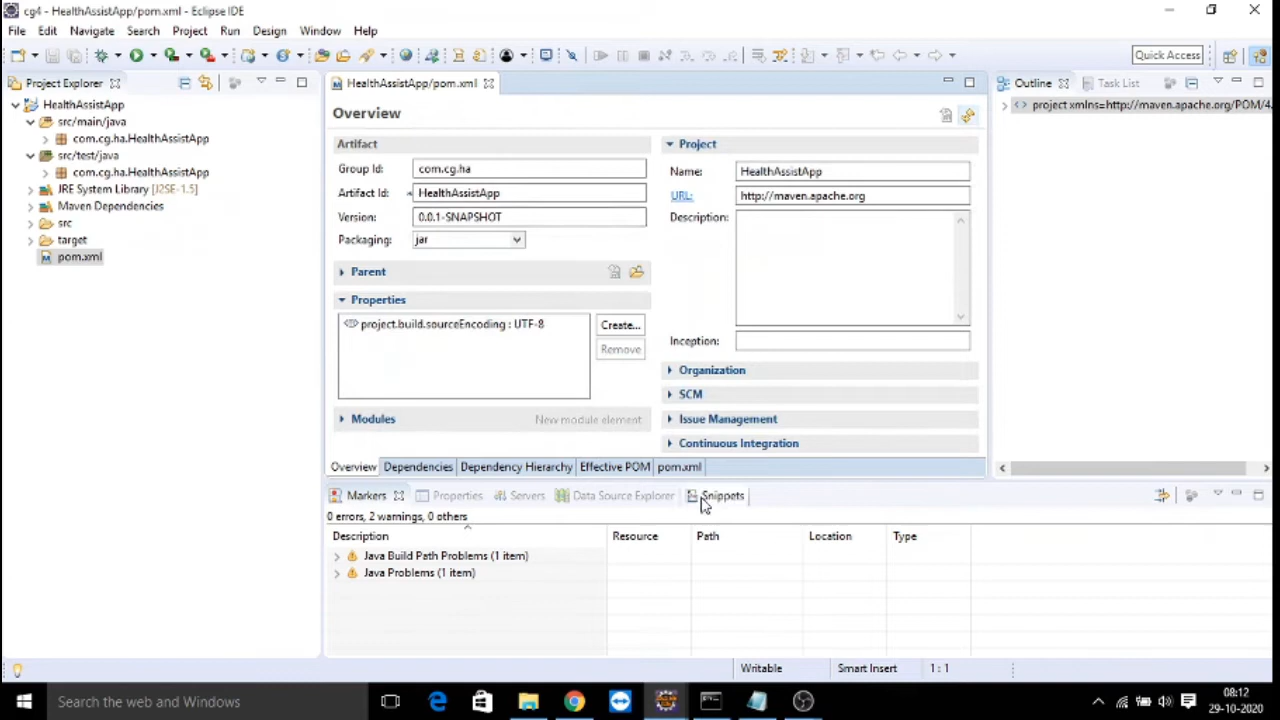 cg4 - HealthAssistApp/pom.xml - Eclipse IDE
File Edit Navigate Search Project Run Design Window Help
Quick Access
Project Explorer
HealthAssistApp
src/main/java
com.cg.ha.HealthAssistApp
src/test/java
com.cg.ha.HealthAssistApp
JRE System Library [J2SE-1.5]
Maven Dependencies
src
target
pom.xml
HealthAssistApp/pom.xml
Overview
Artifact
Group Id: com.cg.ha
Artifact Id: * HealthAssistApp
Version: 0.0.1-SNAPSHOT
Packaging: jar
Parent
Properties
project.build.sourceEncoding : UTF-8
Create...
Remove
Modules New module element
Project
Name: HealthAssistApp
URL: http://maven.apache.org
Description:
Inception:
Organization
SCM
Issue Management
Continuous Integration
Overview Dependencies Dependency Hierarchy Effective POM pom.xml
Outline Task List
project xmlns=http://maven.apache.org/POM/4.
Markers Properties Servers Data Source Explorer Snippets
0 errors, 2 warnings, 0 others
Description Resource Path Location Type
Java Build Path Problems (1 item)
Java Problems (1 item)
Writable Smart Insert 1 : 1
Search the web and Windows
08:12
29-10-2020